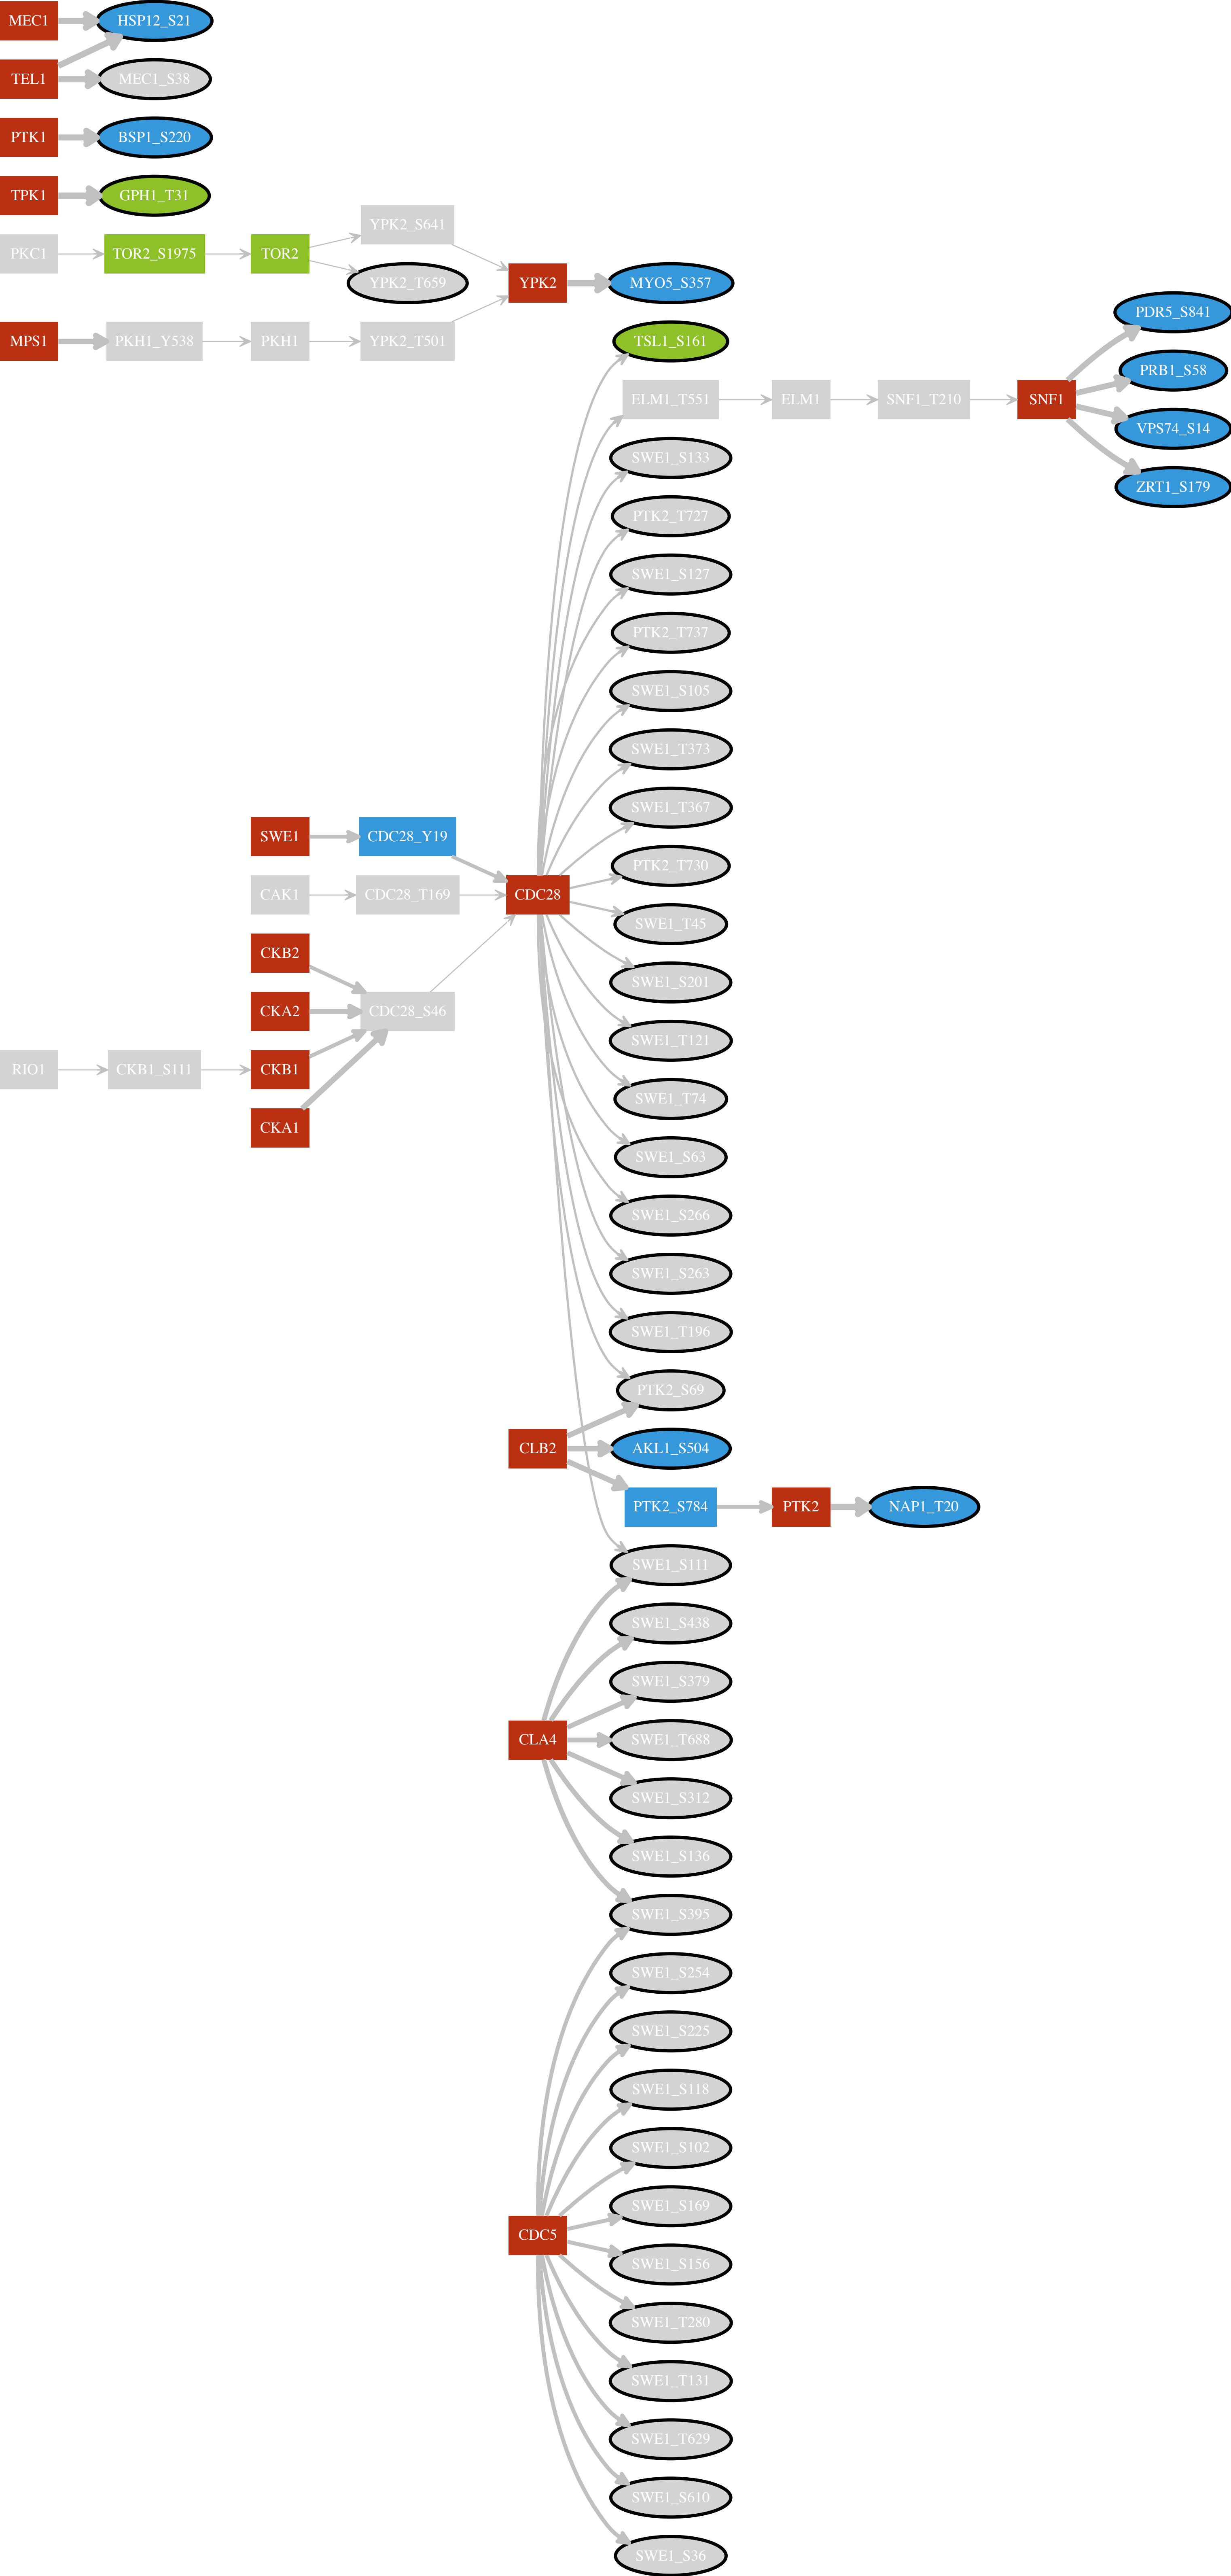 MEC1 HSP12_S21
TEL1 MEC1_S38
PTK1 BSP1_S220
TPK1 GPH1_T31
YPK2_S641
PKC1 TOR2_S1975 TOR2
YPK2_T659 YPK2 MYO5_S357
PDR5_S841
MPS1 PKH1_Y538 PKH1 YPK2_T501 TSL1_S161
PRB1_S58
ELM1_T551 ELM1 SNF1_T210 SNF1
VPS74_S14
SWE1_S133
ZRT1_S179
PTK2_T727
SWE1_S127
PTK2_T737
SWE1_S105
SWE1_T373
SWE1_T367
SWE1 CDC28_Y19
PTK2_T730
CAK1 CDC28_T169 CDC28
SWE1_T45
CKB2
SWE1_S201
CKA2 CDC28_S46
SWE1_T121
RIO1 CKB1_S111 CKB1
SWE1_T74
CKA1
SWE1_S63
SWE1_S266
SWE1_S263
SWE1_T196
PTK2_S69
CLB2 AKL1_S504
PTK2_S784 PTK2 NAP1_T20
SWE1_S111
SWE1_S438
SWE1_S379
CLA4 SWE1_T688
SWE1_S312
SWE1_S136
SWE1_S395
SWE1_S254
SWE1_S225
SWE1_S118
SWE1_S102
SWE1_S169
CDC5
SWE1_S156
SWE1_T280
SWE1_T131
SWE1_T629
SWE1_S610
SWE1_S36